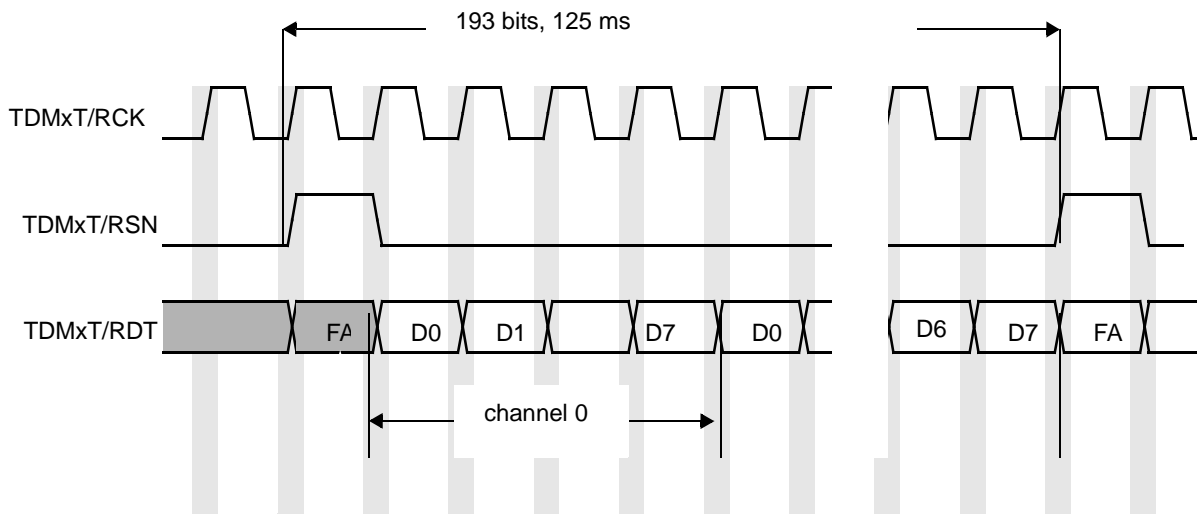 193 bits, 125 ms
TDMxT/RCK
TDMxT/RSN
TDMxT/RDT
FA D0 D1 D7 D0 D6 D7 FA
channel 0